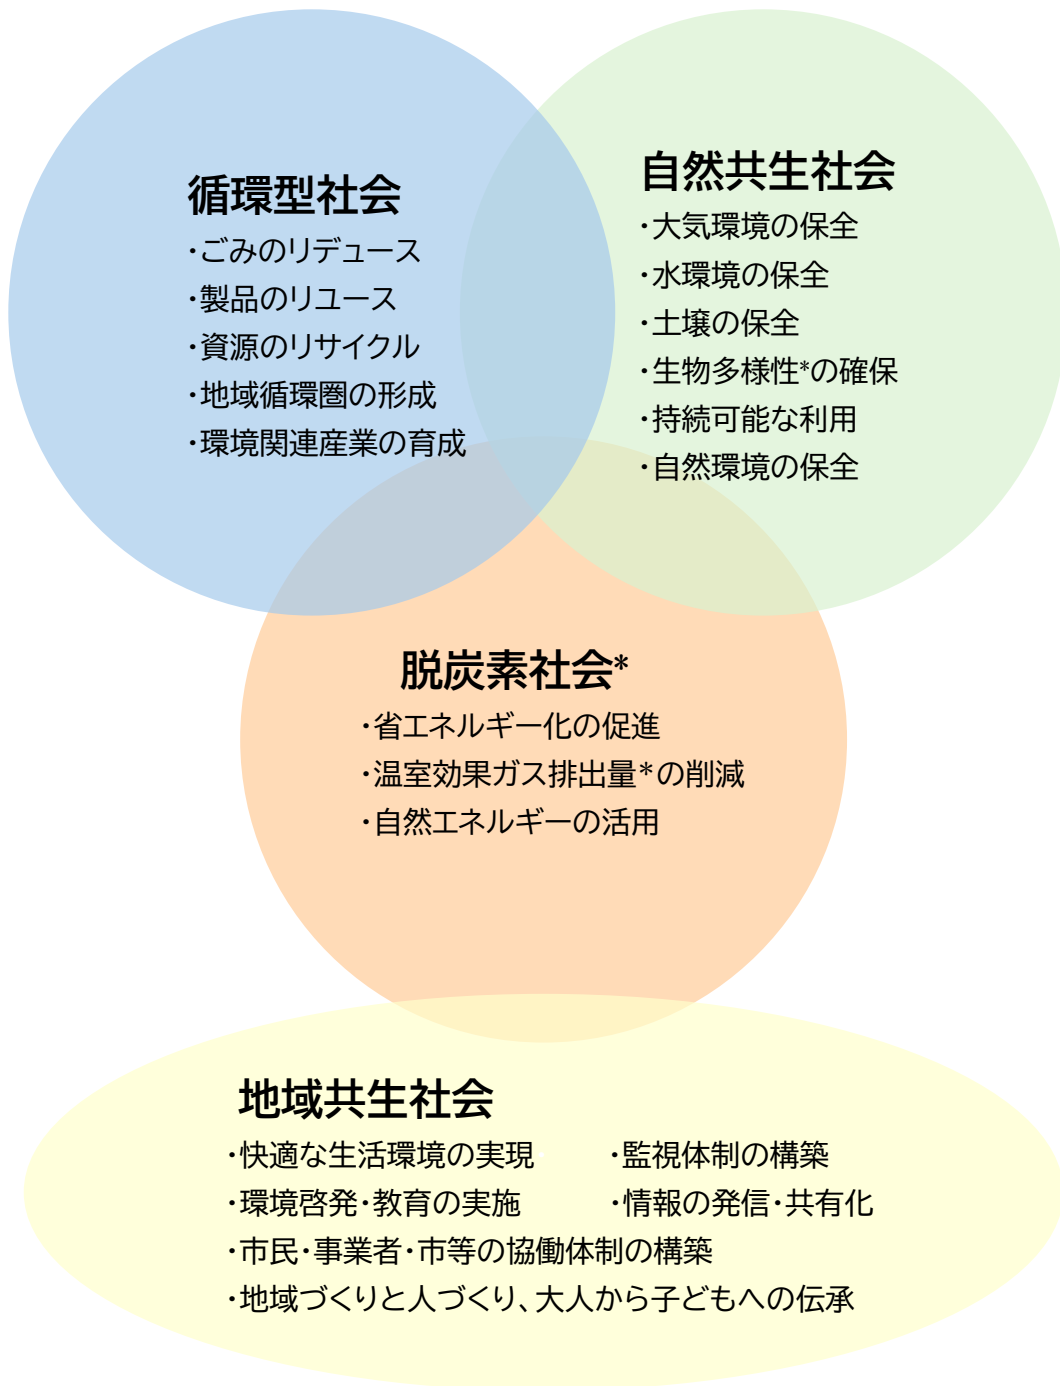 循環型社会
・ごみのリデュース
・製品のリユース
・資源のリサイクル
・地域循環圏の形成
・環境関連産業の育成
自然共生社会
・大気環境の保全
・水環境の保全
・土壌の保全
・生物多様性*の確保
・持続可能な利用
・自然環境の保全
脱炭素社会*
・省エネルギー化の促進
・温室効果ガス排出量*の削減
・自然エネルギーの活用
地域共生社会
・快適な生活環境の実現 ・監視体制の構築
・環境啓発・教育の実施 ・情報の発信・共有化
・市民・事業者・市等の協働体制の構築
・地域づくりと人づくり、大人から子どもへの伝承